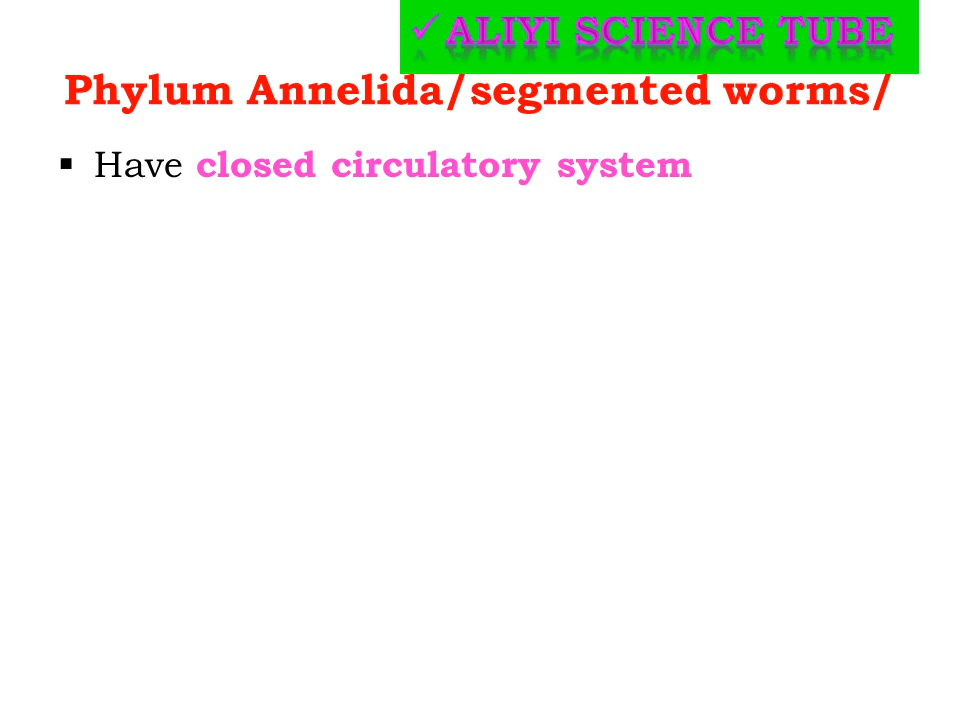 ✓ALIYI SCIENCE TUBE
Phylum Annelida/segmented worms/
▪ Have closed circulatory system